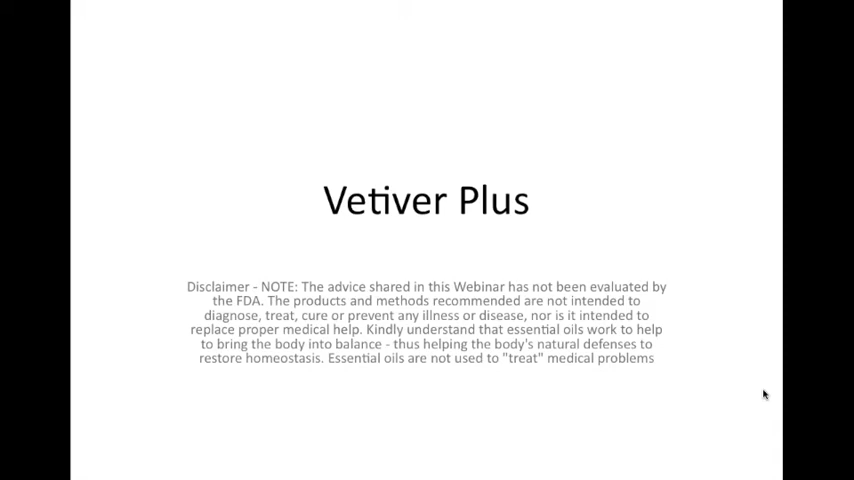 Vetiver Plus
Disclaimer - NOTE: The advice shared in this Webinar has not been evaluated by
the FDA. The products and methods recommended are not intended to
diagnose, treat, cure or prevent any illness or disease, nor is it intended to
replace proper medical help. Kindly understand that essential oils work to help
to bring the body into balance - thus helping the body's natural defenses to
restore homeostasis. Essential oils are not used to "treat" medical problems